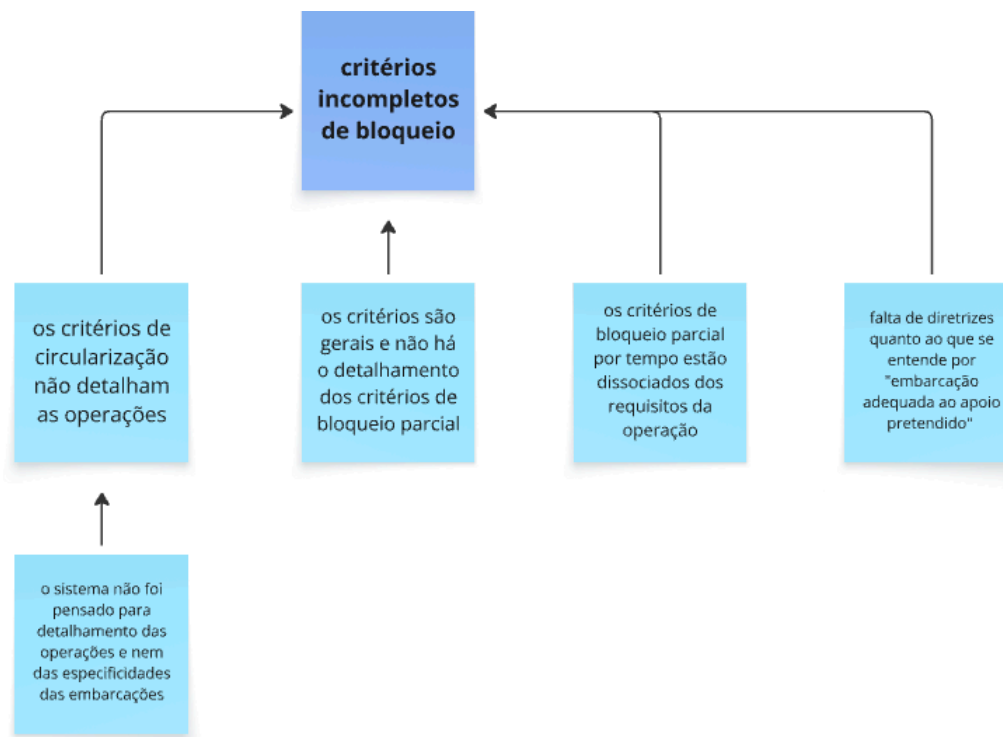 critérios
incompletos
de bloqueio
os critérios de
circularização
não detalham
as operações
os critérios são
gerais e não há
o detalhamento
dos critérios de
bloqueio parcial
os critérios de
bloqueio parcial
por tempo estão
dissociados dos
requisitos da
operação
falta de diretrizes
quanto ao que se
entende por
"embarcação
adequada ao apoio
pretendido"
o sistema não foi
pensado para
detalhamento das
operações e nem
das especificidades
das embarcações